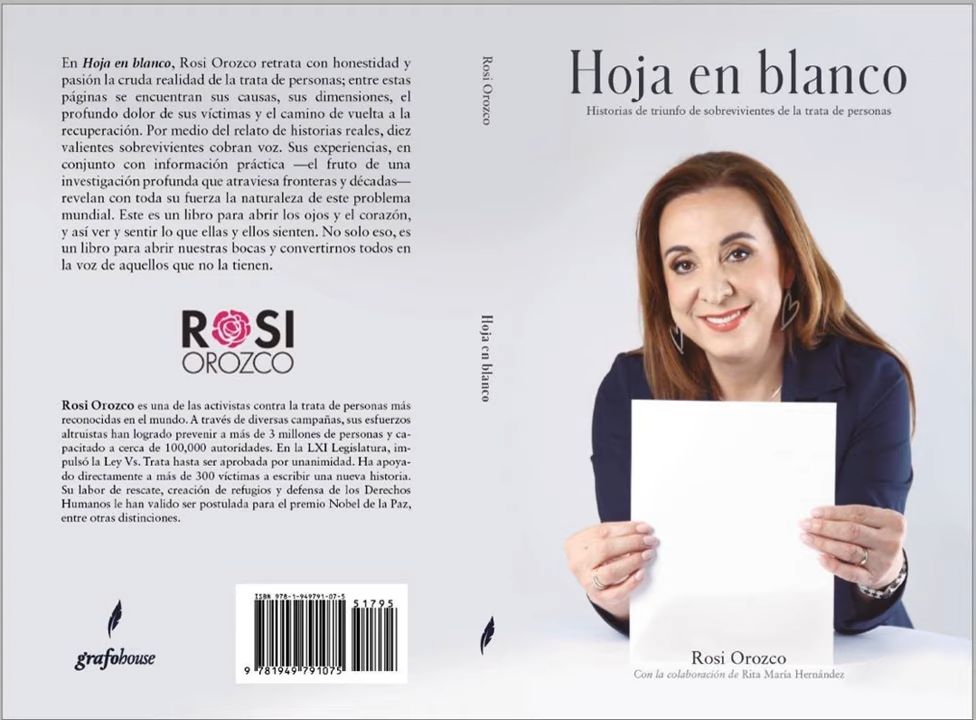 En Hoja en blanco, Rosi Orozco retrata con honestidad y
pasión la cruda realidad de la trata de personas; entre estas
páginas se encuentran sus causas, sus dimensiones, el
profundo dolor de sus víctimas y el camino de vuelta a la
recuperación. Por medio del relato de historias reales, diez
valientes sobrevivientes cobran voz. Sus experiencias, en
conjunto con información práctica —el fruto de una
investigación profunda que atraviesa fronteras y décadas—
revelan con toda su fuerza la naturaleza de este problema
mundial. Este es un libro para abrir los ojos y el corazón,
y así ver y sentir lo que ellas y ellos sienten. No solo eso, es
un libro para abrir nuestras bocas y convertirnos todos en
la voz de aquellos que no la tienen.
ROSI
OROZCO
Rosi Orozco es una de las activistas contra la trata de personas más
reconocidas en el mundo. A través de diversas campañas, sus esfuerzos
altruistas han logrado prevenir a más de 3 millones de personas y ca-
pacitado a cerca de 100,000 autoridades. En la LXI Legislatura, im-
pulsó la Ley Vs. Trata hasta ser aprobada por unanimidad. Ha apoya-
do directamente a más de 300 víctimas a escribir una nueva historia.
Su labor de rescate, creación de refugios y defensa de los Derechos
Humanos le han valido ser postulada para el premio Nobel de la Paz,
entre otras distinciones.
grafohouse
ISBN 978-1-949791-07-5
51795
9 781949 791075
Rosi Orozco
Hoja en blanco
Hoja en blanco
Historias de triunfo de sobrevivientes de la trata de personas
Rosi Orozco
Con la colaboración de Rita María Hernández